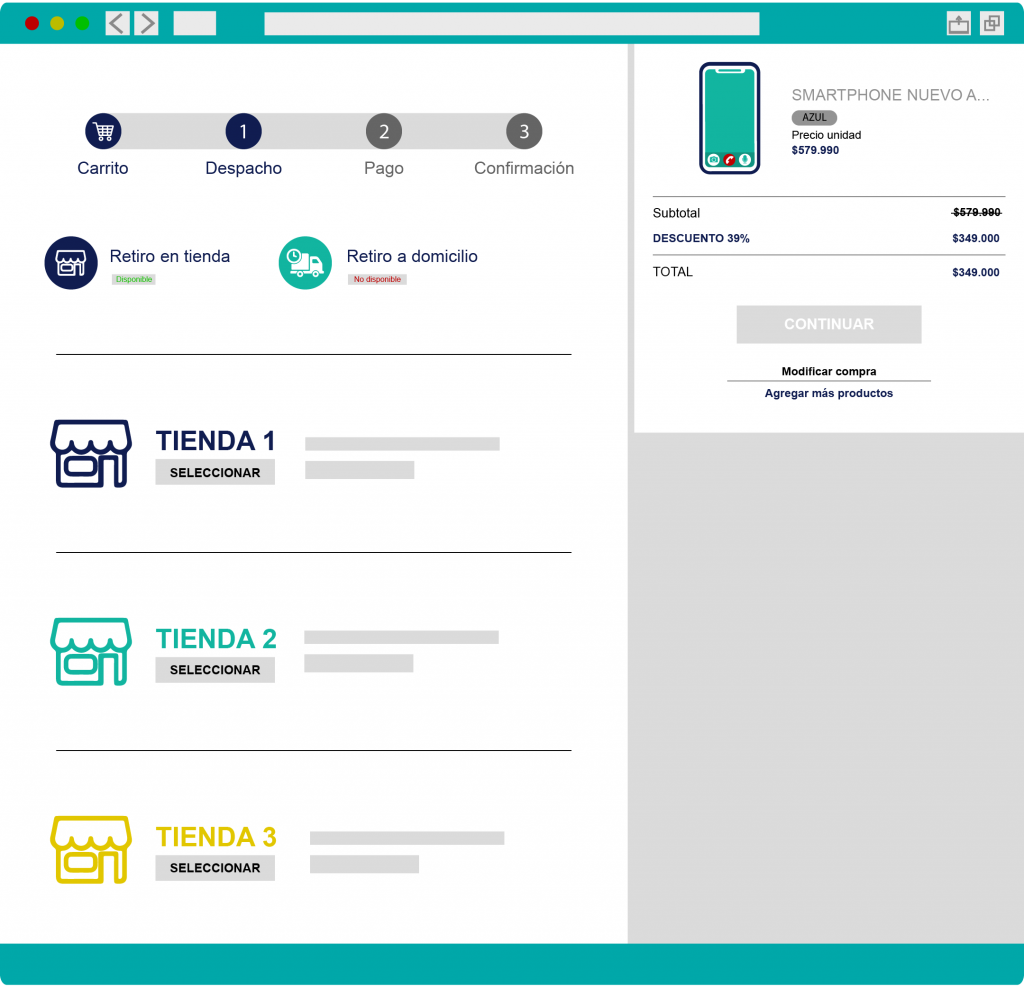 1
2
3
Carrito
Despacho
Pago
Confirmación
Retiro en tienda
Disponible
Retiro a domicilio
No disponible
TIENDA 1
SELECCIONAR
TIENDA 2
SELECCIONAR
TIENDA 3
SELECCIONAR
SMARTPHONE NUEVO A...
AZUL
Precio unidad
$579.990
Subtotal $579.990
DESCUENTO 39% $349.000
TOTAL $349.000
CONTINUAR
Modificar compra
Agregar más productos